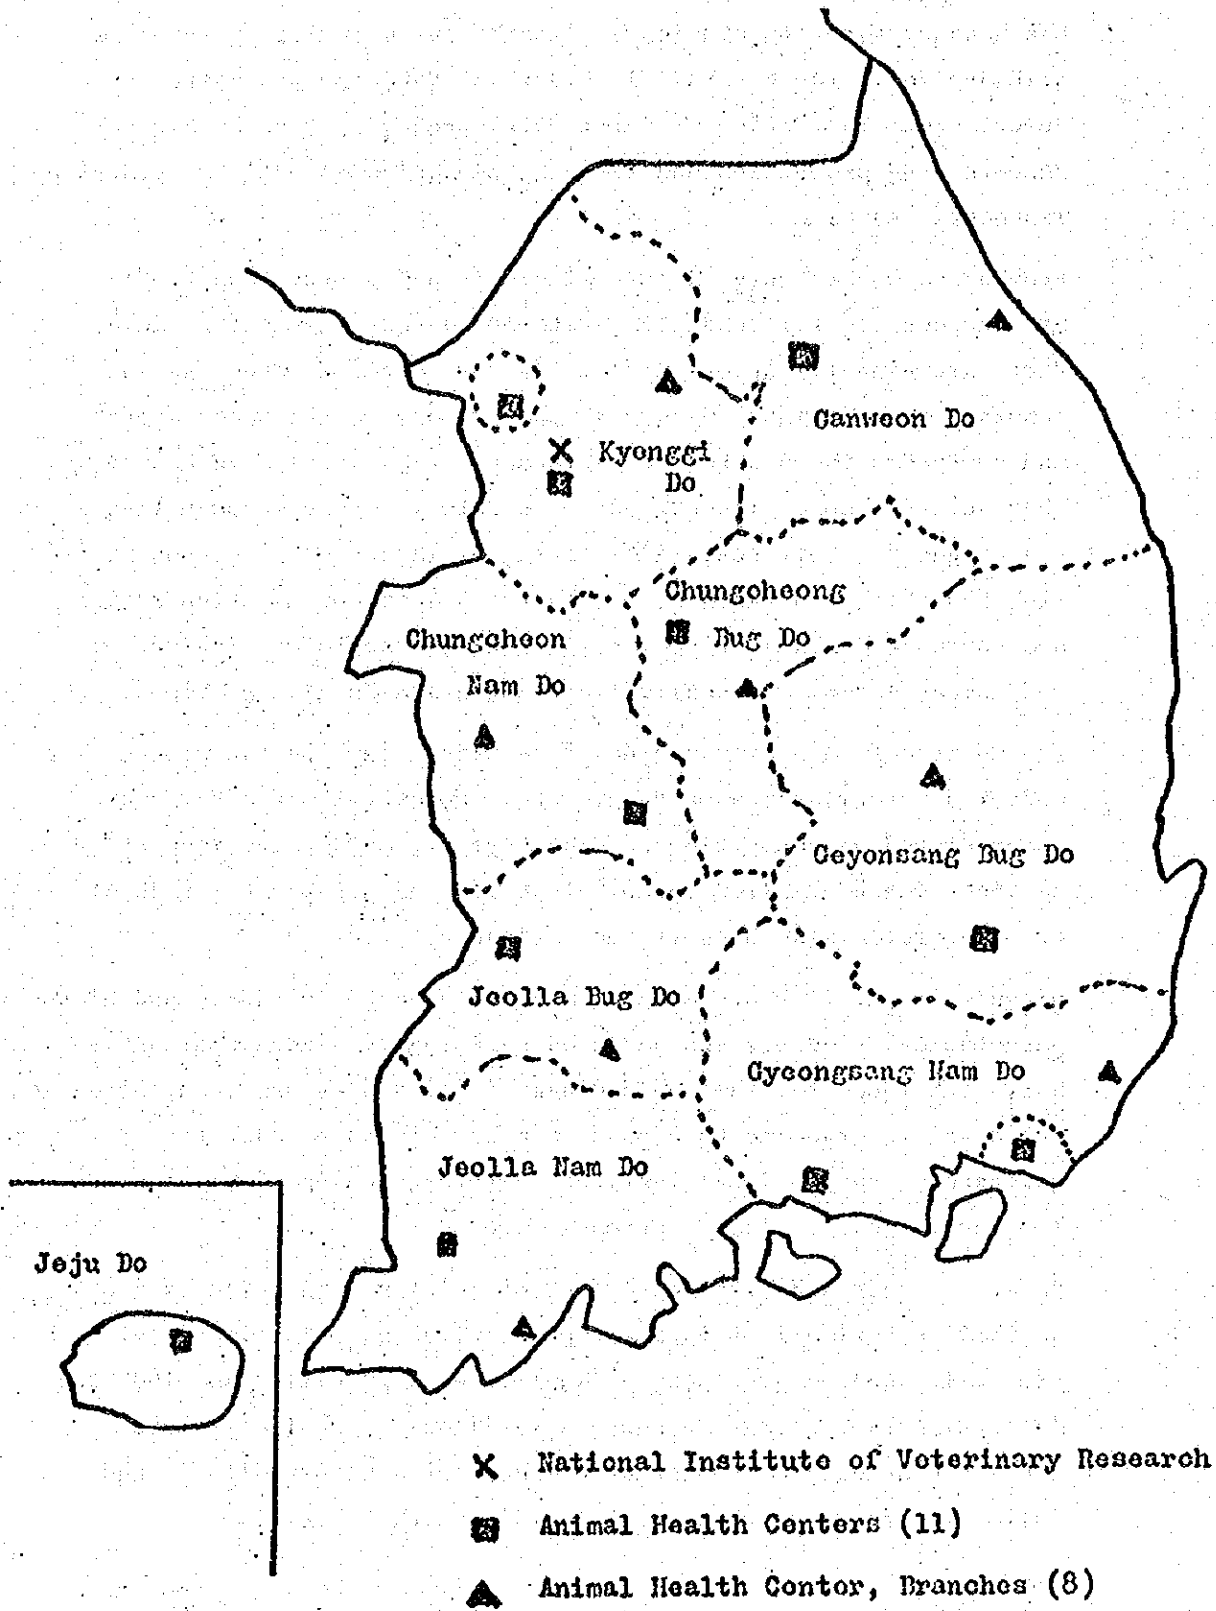 Ganweon Do
Kyonggi
Do
Chungcheong
Bug Do
Chungcheon
Nam Do
Geyonsang Bug Do
Jeolla Bug Do
Gyeongsang Nam Do
Jeolla Nam Do
Jeju Do
National Institute of Veterinary Research
Animal Health Centers (11)
Animal Health Center, Branches (8)